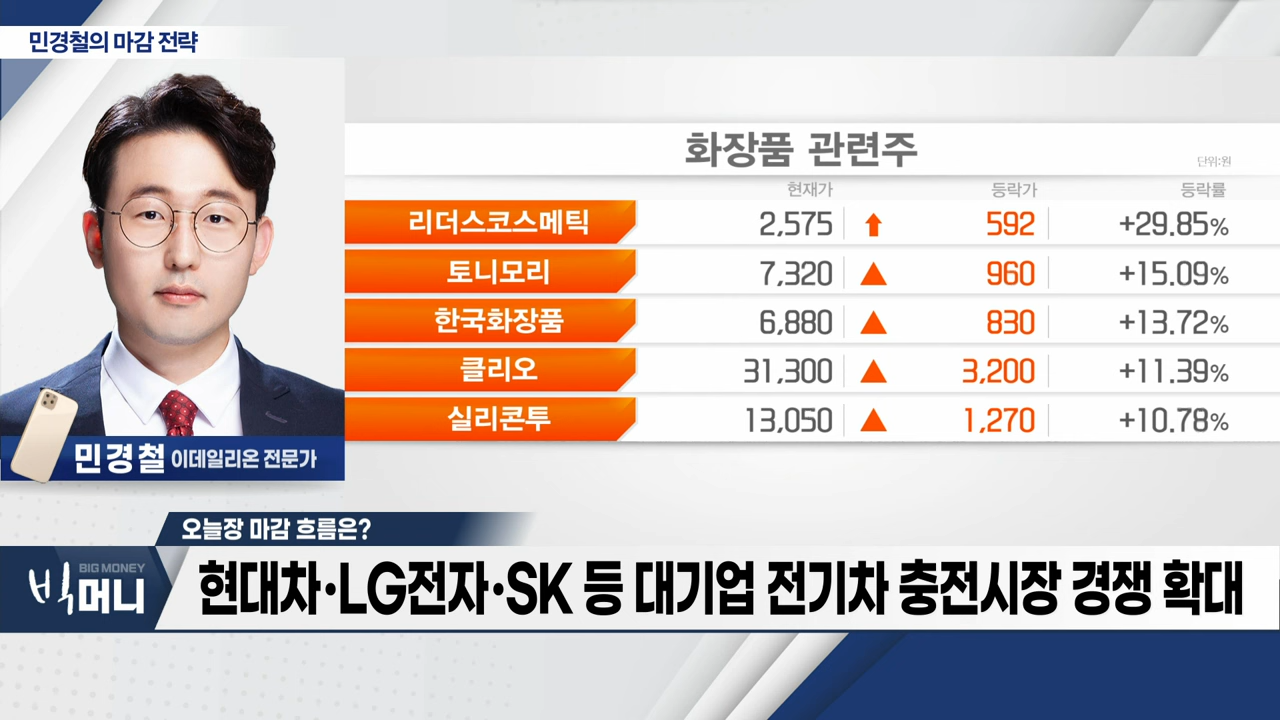 민경철의 마감 전략
화장품 관련주
단위:원
현재가 등락가 등락률
리더스코스메틱 2,575 592 +29.85%
토니모리 7,320 ▲ 960 +15.09%
한국화장품 6,880 ▲ 830 +13.72%
클리오 31,300 ▲ 3,200 +11.39%
실리콘투 13,050 ▲ 1,270 +10.78%
민경철 이데일리온 전문가
오늘장 마감 흐름은?
BIG MONEY
빅머니
현대차·LG전자·SK 등 대기업 전기차 충전시장 경쟁 확대